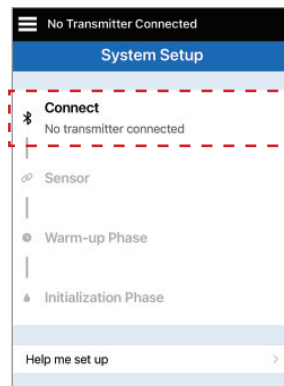 No Transmitter Connected
System Setup
Connect
No transmitter connected
Sensor
Warm-up Phase
Initialization Phase
Help me set up